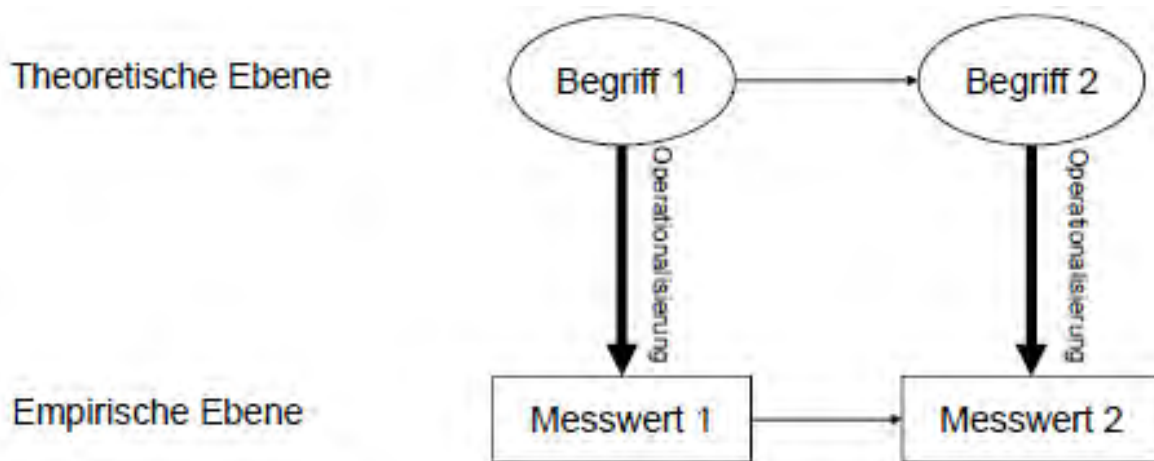 Theoretische Ebene
Begriff 1
Begriff 2
Operationalisierung
Operationalisierung
Empirische Ebene
Messwert 1
Messwert 2